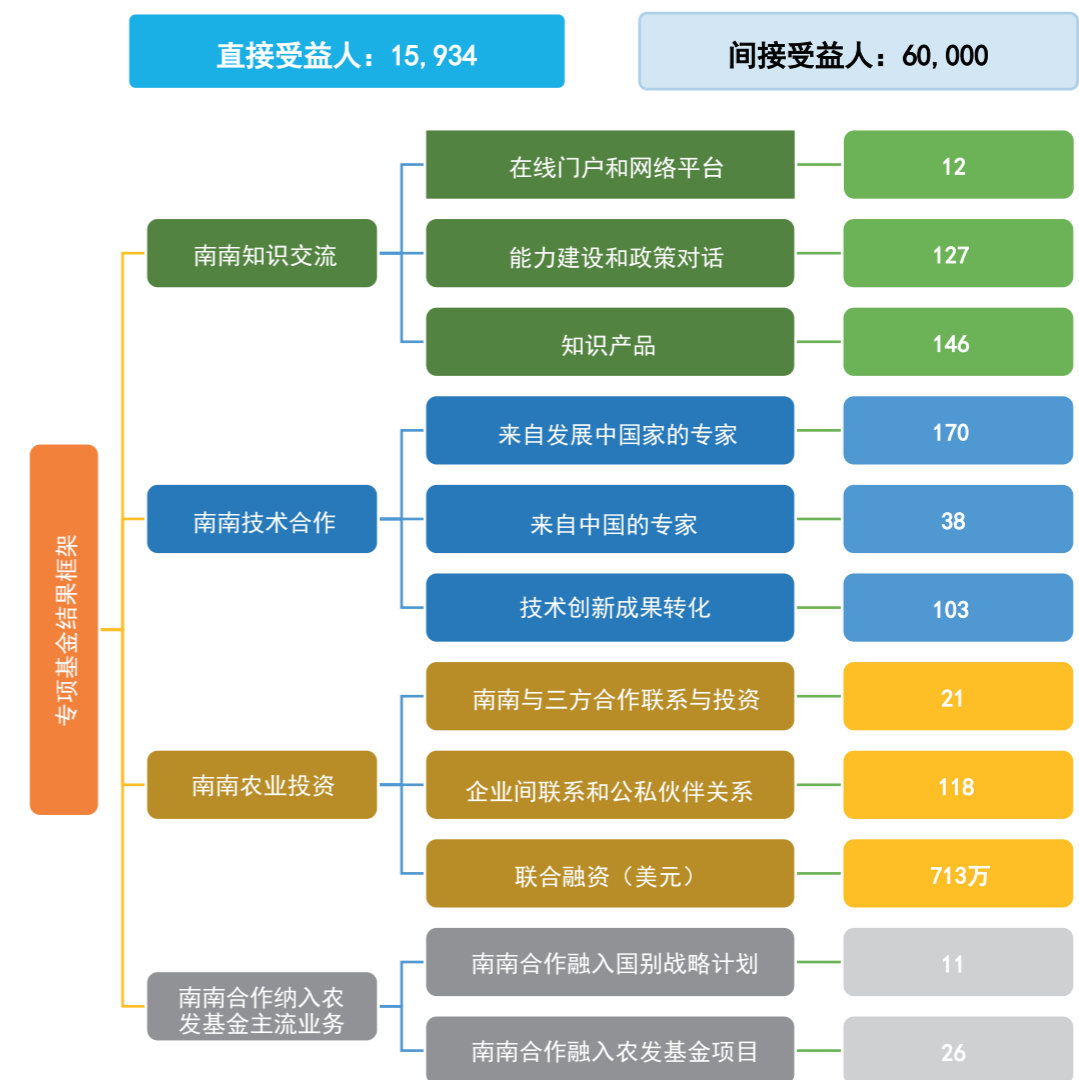 直接受益人：15,934
间接受益人：60,000
专项基金结果框架
南南知识交流
在线门户和网络平台
12
能力建设和政策对话
127
知识产品
146
南南技术合作
来自发展中国家的专家
170
来自中国的专家
38
技术创新成果转化
103
南南农业投资
南南与三方合作联系与投资
21
企业间联系和公私伙伴关系
118
联合融资（美元）
713万
南南合作纳入农
发基金主流业务
南南合作融入国别战略计划
11
南南合作融入农发基金项目
26